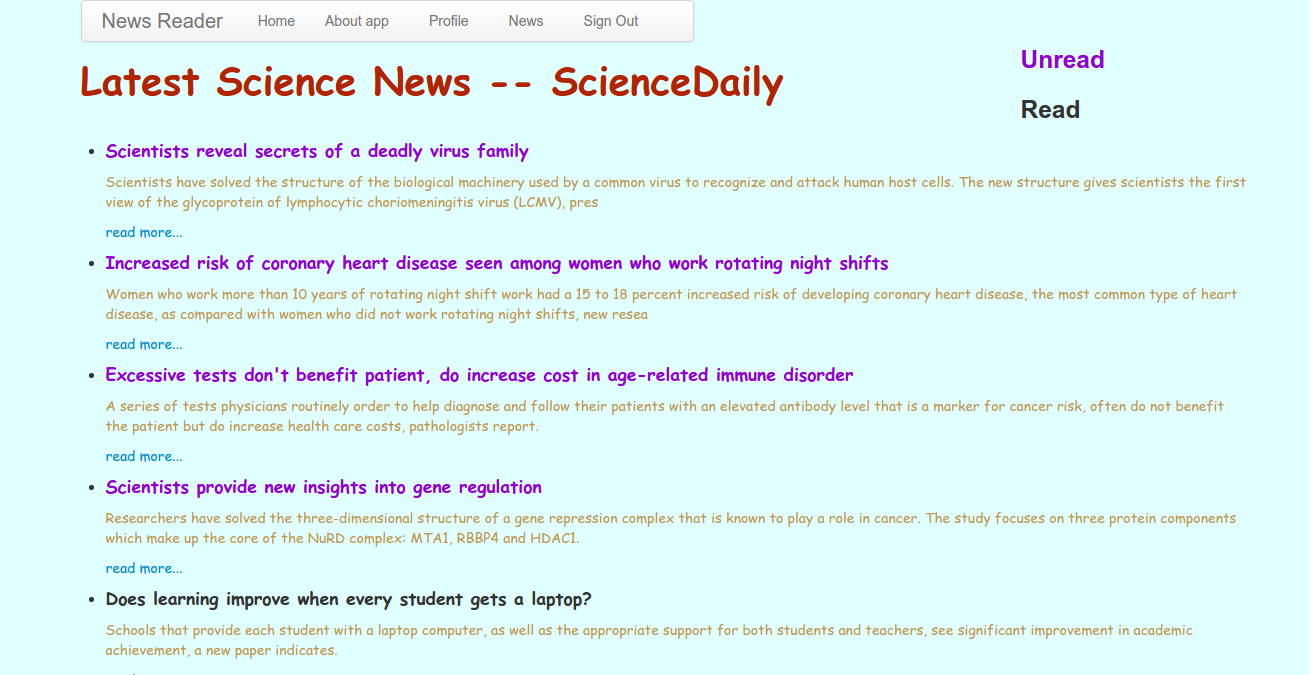 News Reader Home About app Profile News Sign Out
Unread
Latest Science News -- ScienceDaily
Read
Scientists reveal secrets of a deadly virus family
Scientists have solved the structure of the biological machinery used by a common virus to recognize and attack human host cells. The new structure gives scientists the first
view of the glycoprotein of lymphocytic choriomeningitis virus (LCMV), pres
read more...
Increased risk of coronary heart disease seen among women who work rotating night shifts
Women who work more than 10 years of rotating night shift work had a 15 to 18 percent increased risk of developing coronary heart disease, the most common type of heart
disease, as compared with women who did not work rotating night shifts, new resea
read more...
Excessive tests don't benefit patient, do increase cost in age-related immune disorder
A series of tests physicians routinely order to help diagnose and follow their patients with an elevated antibody level that is a marker for cancer risk, often do not benefit
the patient but do increase health care costs, pathologists report.
read more...
Scientists provide new insights into gene regulation
Researchers have solved the three-dimensional structure of a gene repression complex that is known to play a role in cancer. The study focuses on three protein components
which make up the core of the NuRD complex: MTA1, RBBP4 and HDAC1.
read more...
Does learning improve when every student gets a laptop?
Schools that provide each student with a laptop computer, as well as the appropriate support for both students and teachers, see significant improvement in academic
achievement, a new paper indicates.